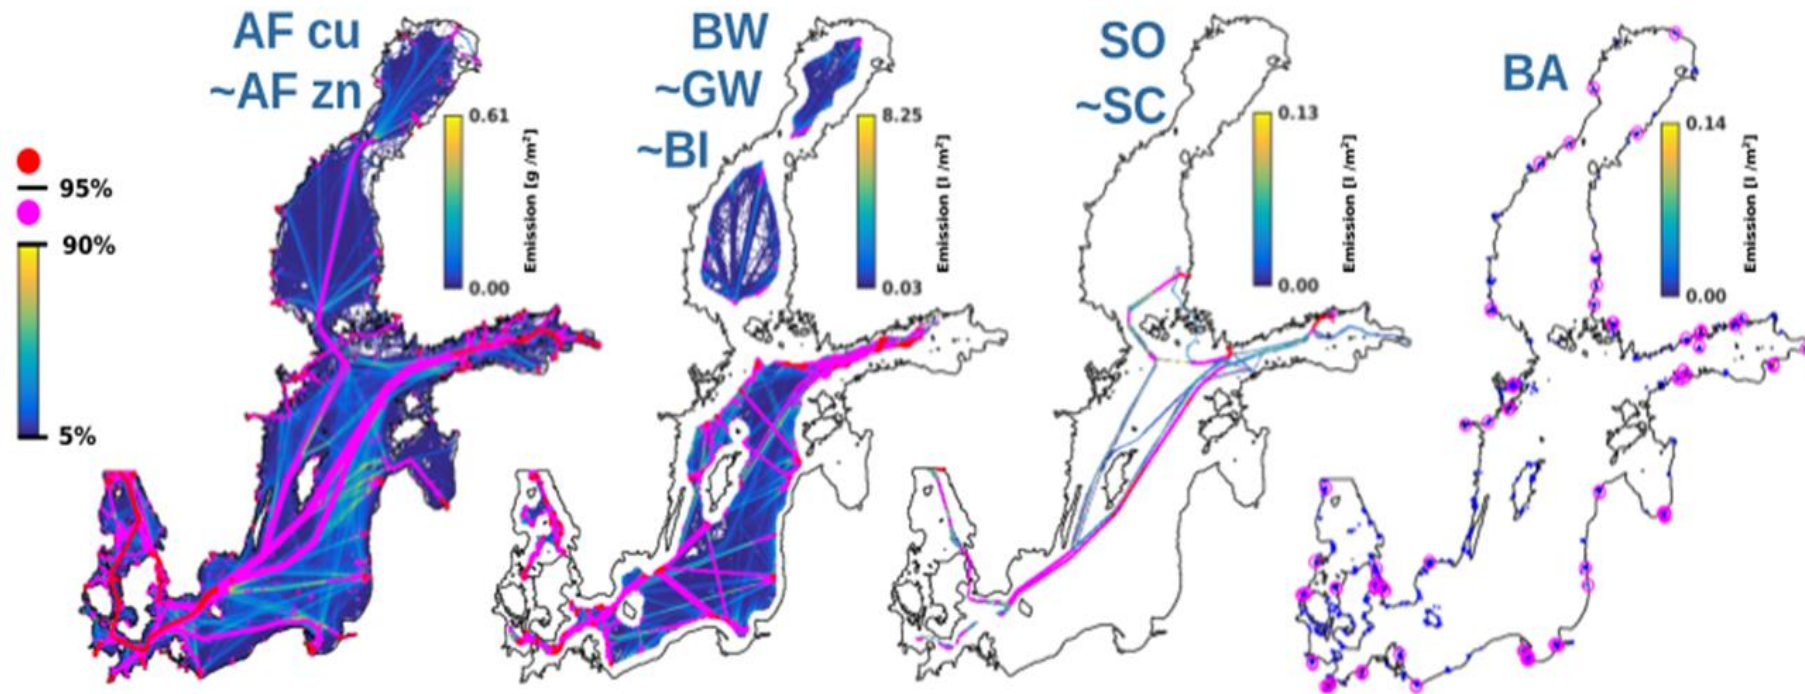 AF cu
~AF zn
0.61
Emission [g /m²]
0.00
95%
90%
5%
BW
~GW
~BI
8.25
Emission [l /m²]
0.03
SO
~SC
0.13
Emission [l /m²]
0.00
BA
0.14
Emission [l /m²]
0.00